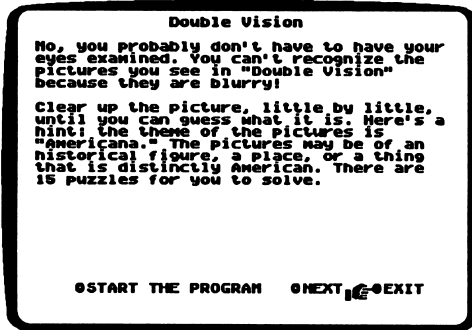 Double Vision
No, you probably don't have to have your
eyes examined. You can't recognize the
pictures you see in "Double Vision"
because they are blurry!
Clear up the picture, little by little,
until you can guess what it is. Here's a
hint: the theme of the pictures is
"Americana." The pictures may be of an
historical figure, a place, or a thing
that is distinctly American. There are
15 puzzles for you to solve.
START THE PROGRAM NEXT EXIT